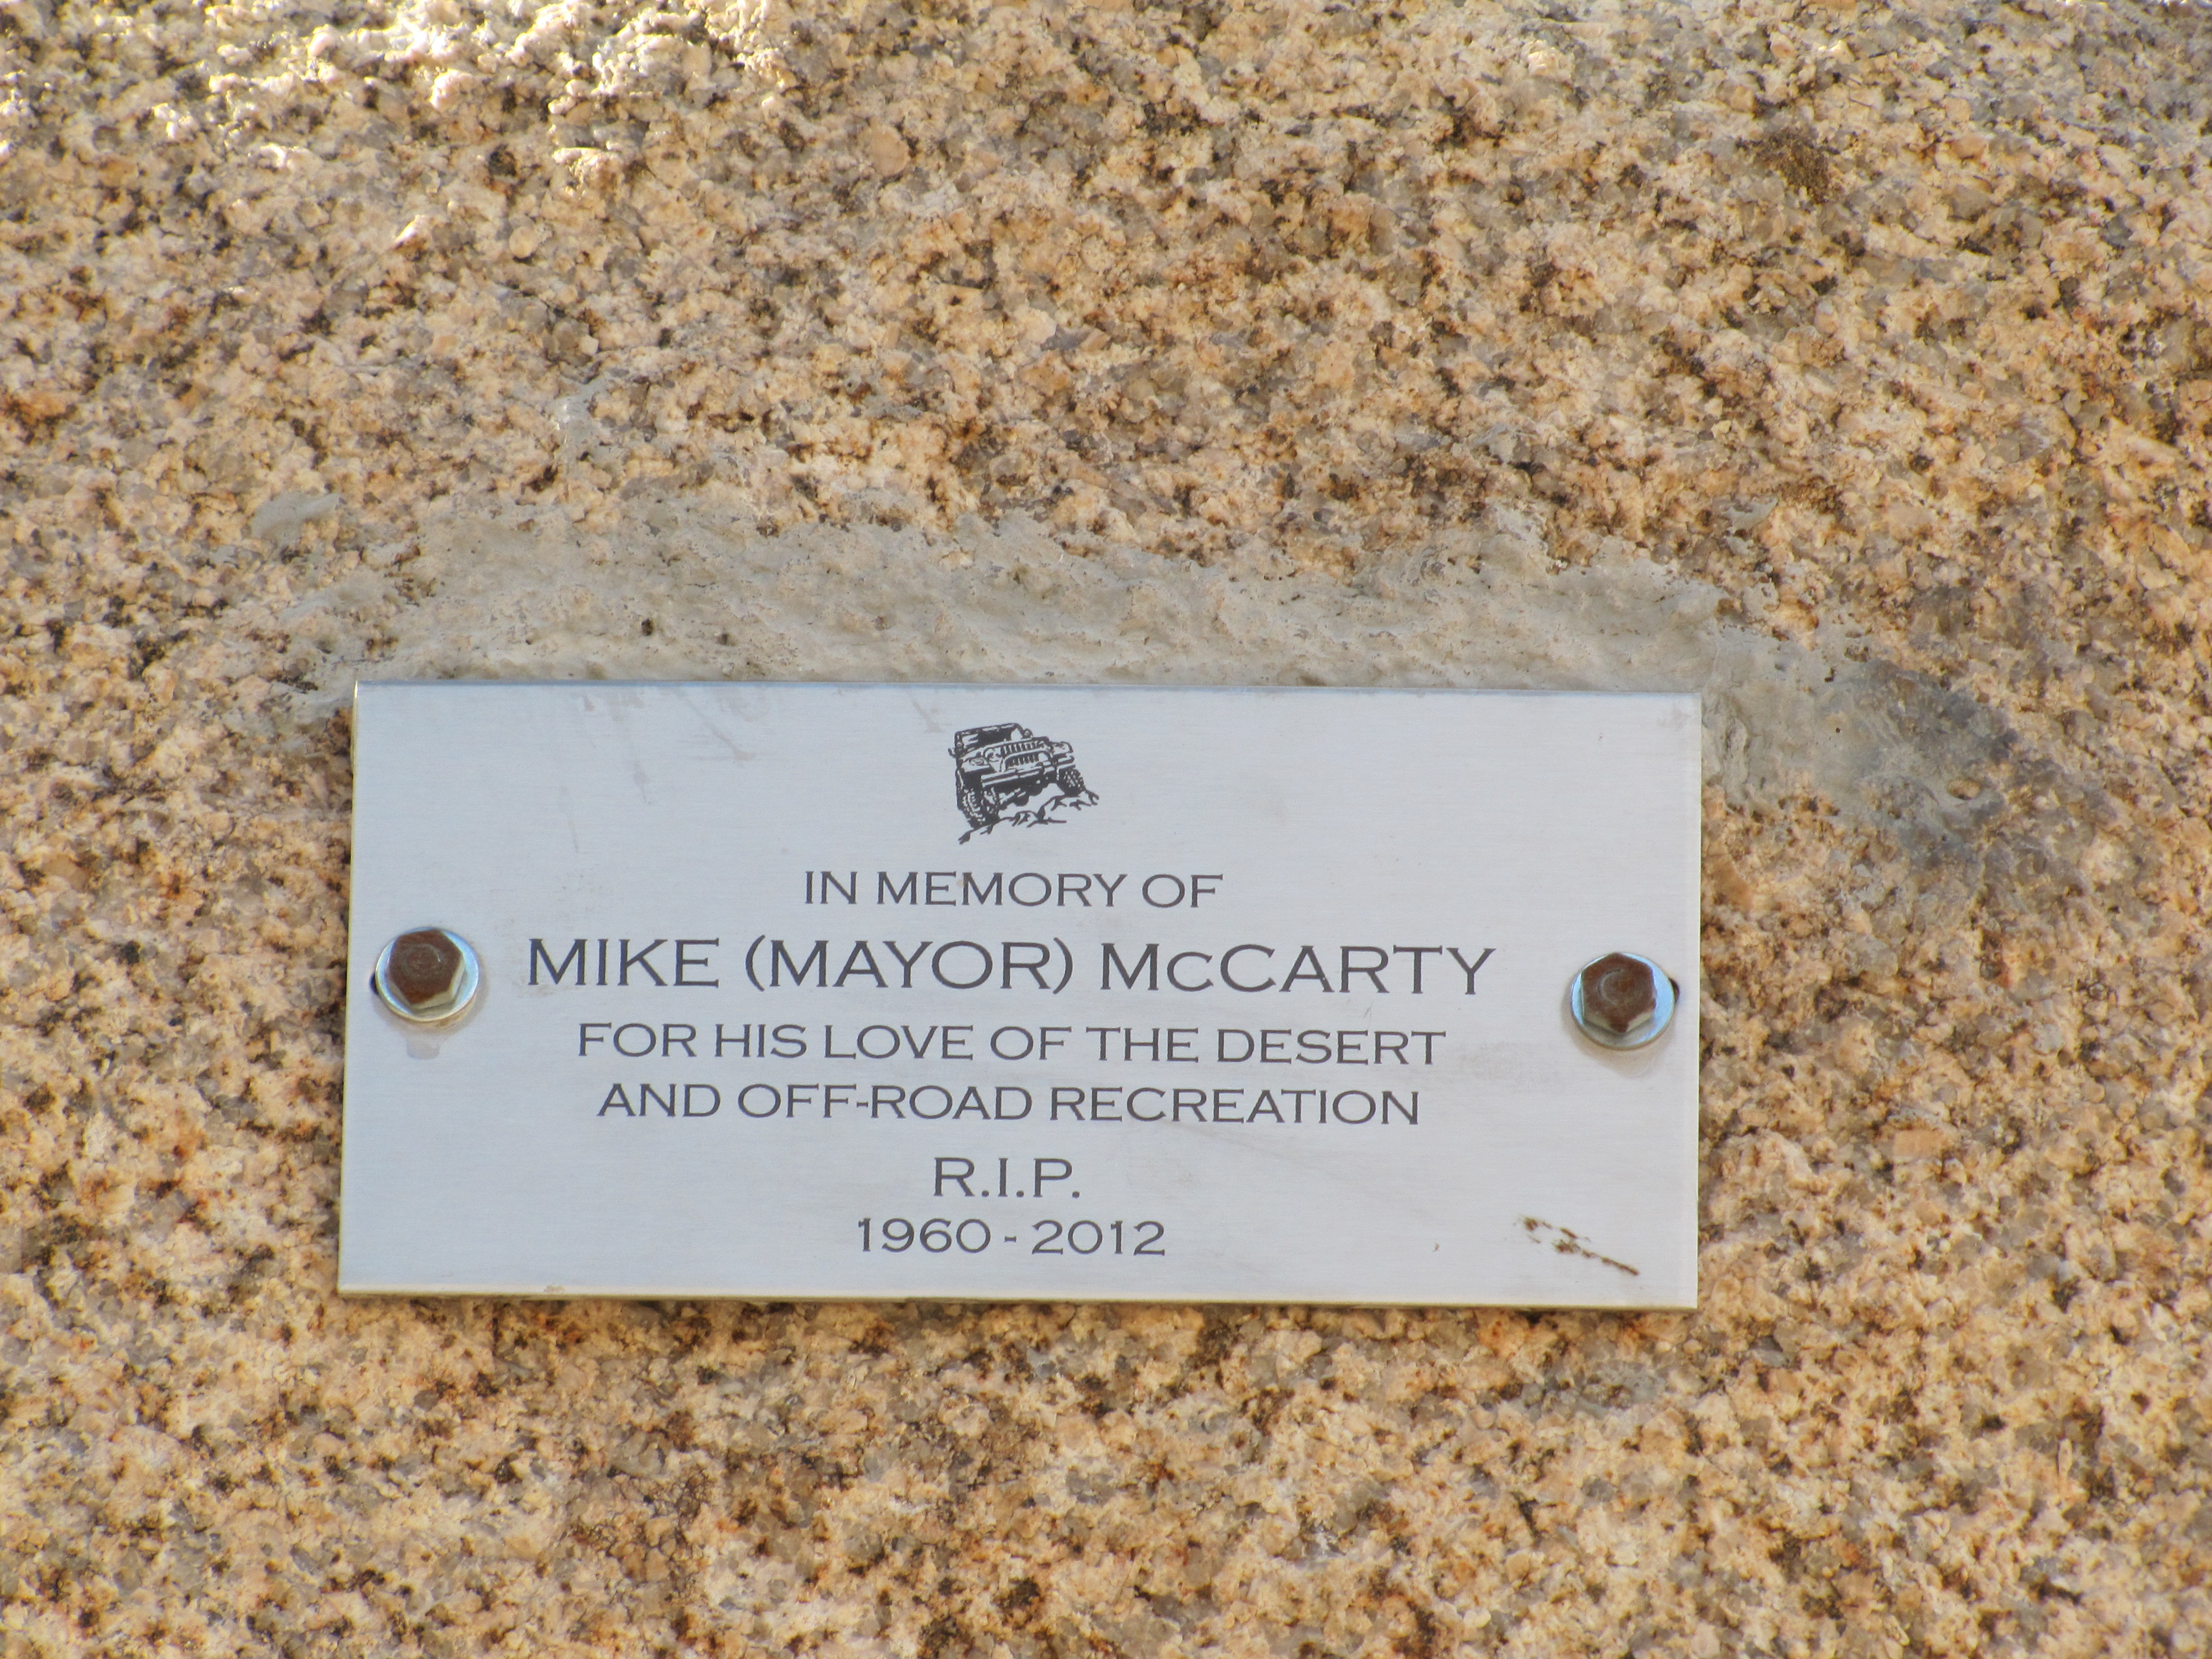 IN MEMORY OF
MIKE (MAYOR) McCARTY
FOR HIS LOVE OF THE DESERT
AND OFF-ROAD RECREATION
R.I.P.
1960 - 2012